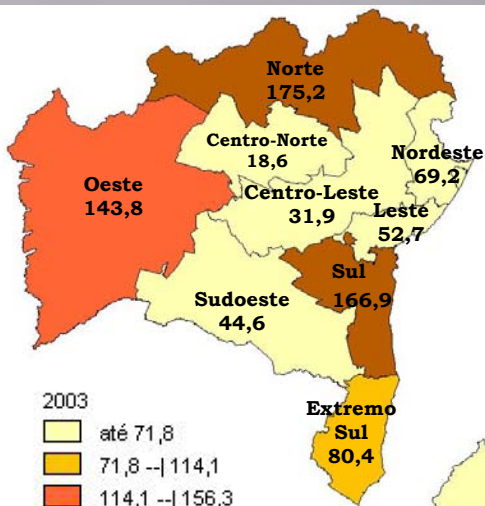 Norte
175,2
Centro-Norte
18,6
Nordeste
69,2
Oeste
143,8
Centro-Leste
31,9
Leste
52,7
Sul
166,9
Sudoeste
44,6
Extremo
Sul
80,4
2003
até 71,8
71,8 --| 114,1
114,1 --| 156,3